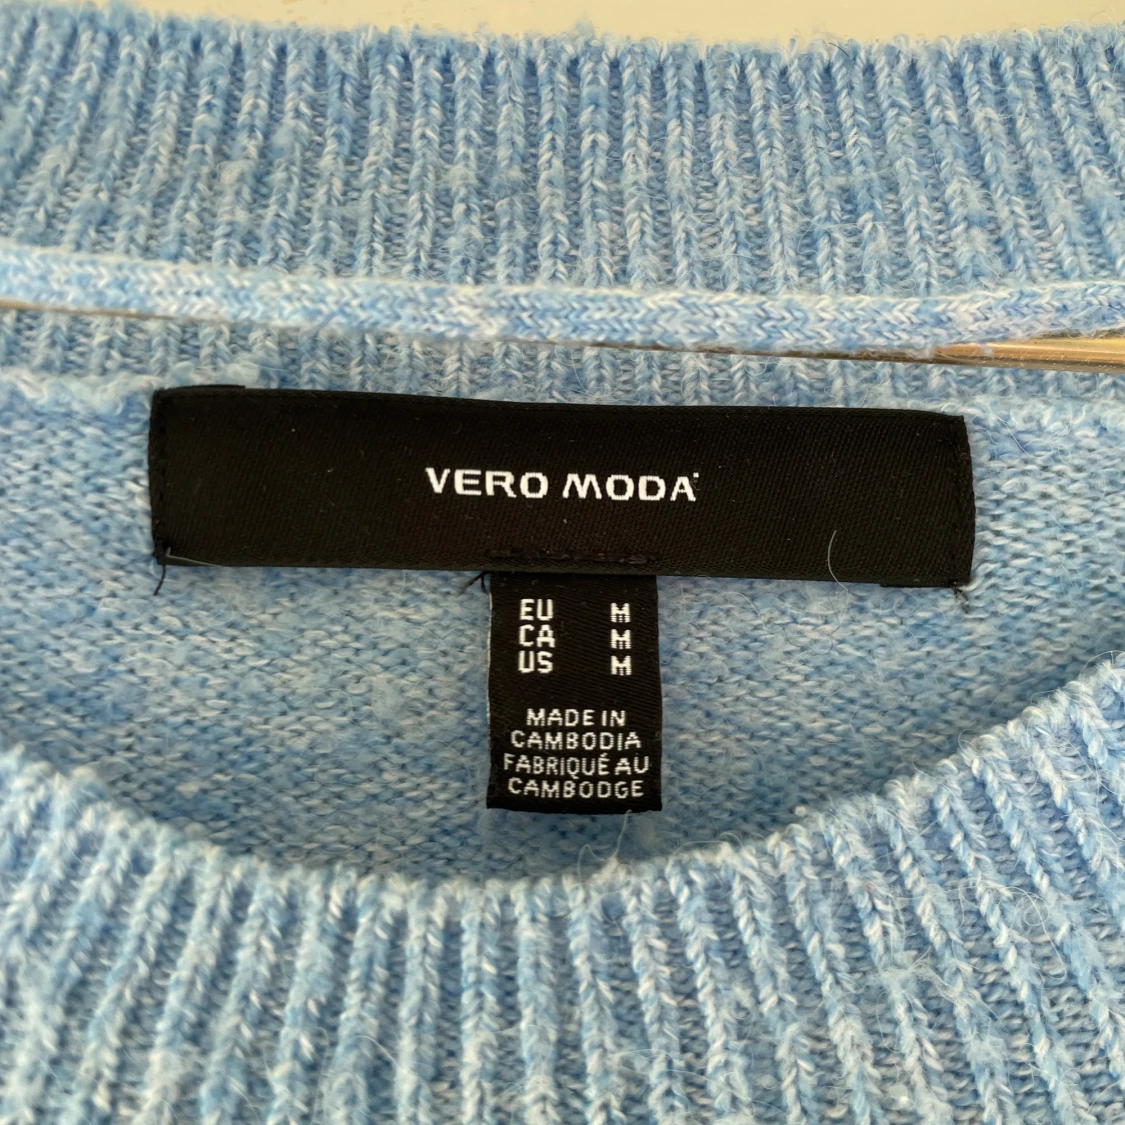 VERO MODA
EU M
CA M
US M
MADE IN
CAMBODIA
FABRIQUÉ AU
CAMBODGE